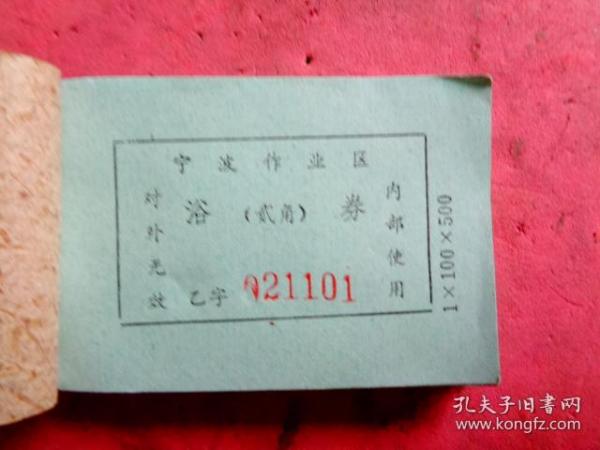 宁波作业区
浴（贰角）券
对外无效
内部使用
乙字 021101
1×100×500
孔夫子旧书网
www.kongfz.com